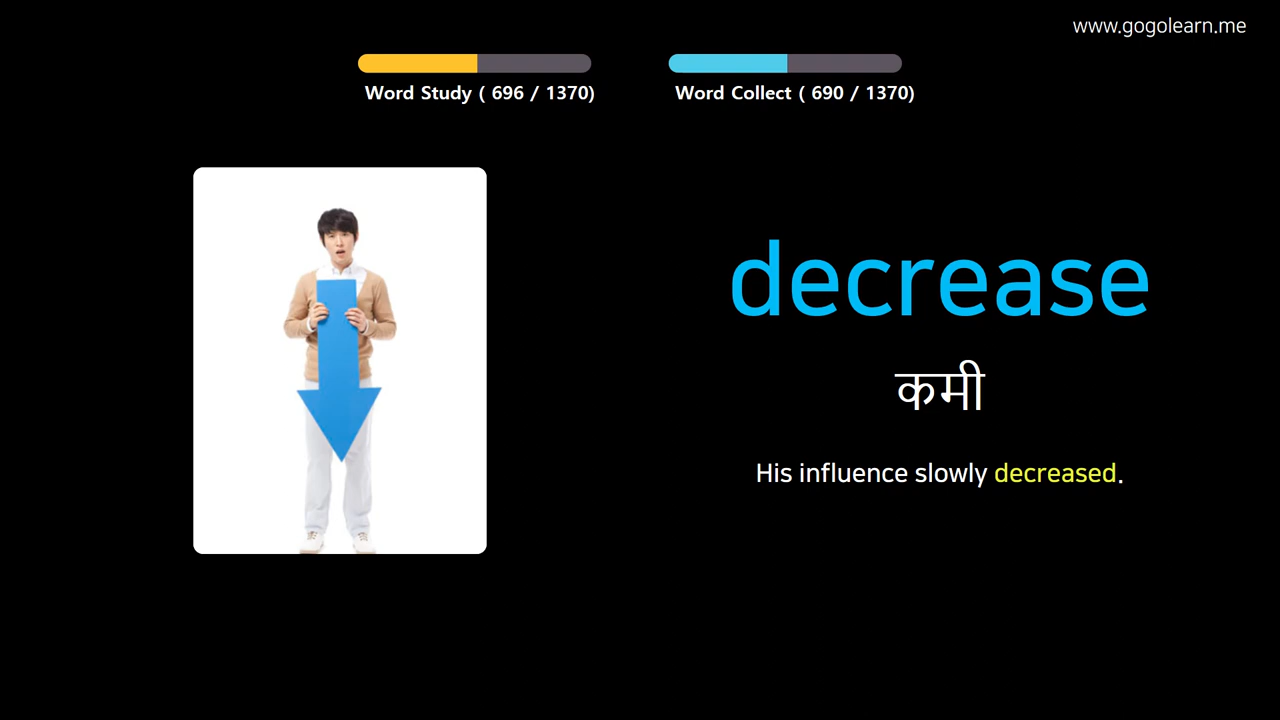 www.gogolearn.me
Word Study ( 696 / 1370)
Word Collect ( 690 / 1370)
decrease
कमी
His influence slowly decreased.